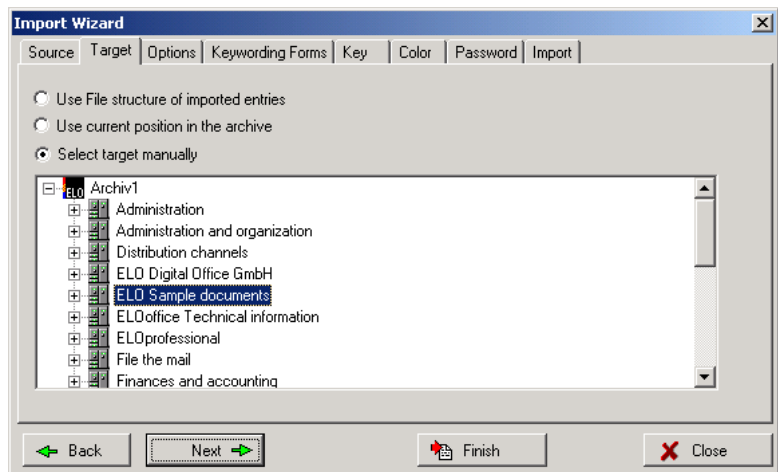 Import Wizard
Source Target Options Keywording Forms Key Color Password Import
Use File structure of imported entries
Use current position in the archive
Select target manually
ELO Archiv1
Administration
Administration and organization
Distribution channels
ELO Digital Office GmbH
ELO Sample documents
ELOoffice Technical information
ELOprofessional
File the mail
Finances and accounting
Back Next Finish Close